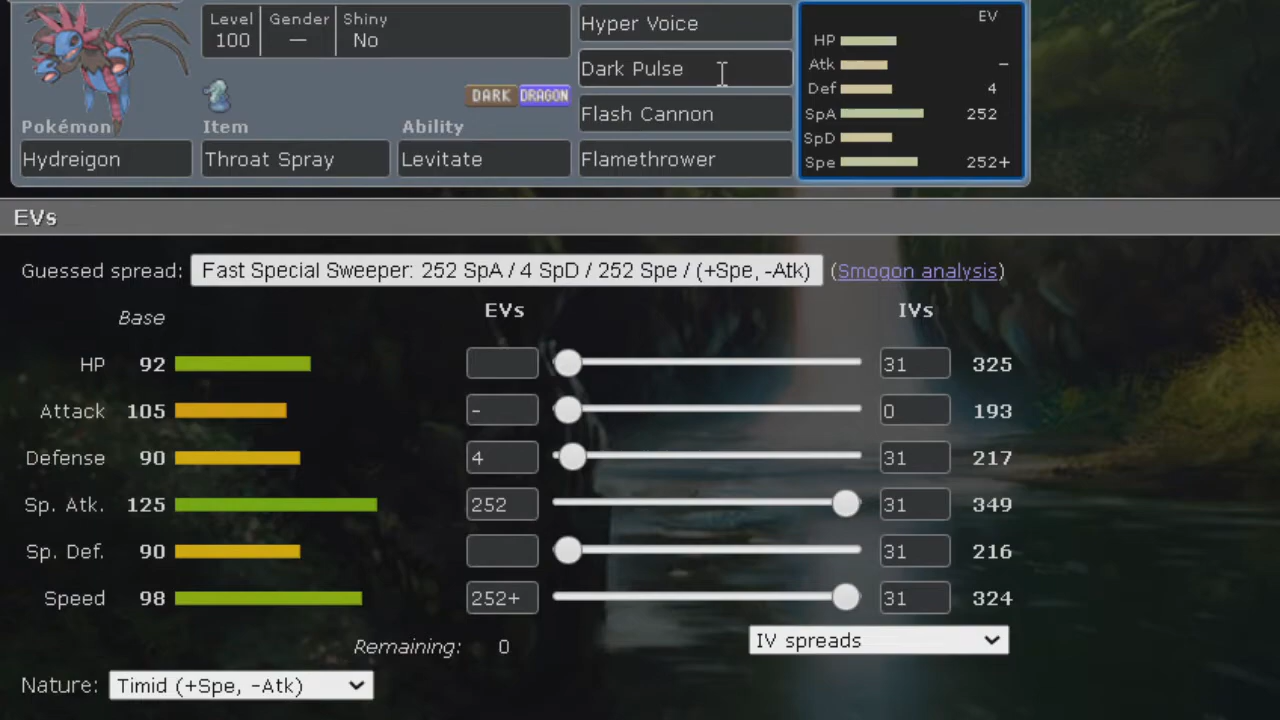 Level Gender Shiny
100 — No
DARK DRAGON
Pokémon Item Ability
Hydreigon Throat Spray Levitate
Hyper Voice
Dark Pulse
Flash Cannon
Flamethrower
EV
HP
Atk –
Def 4
SpA 252
SpD
Spe 252+
EVs
Guessed spread: Fast Special Sweeper: 252 SpA / 4 SpD / 252 Spe / (+Spe, -Atk) (Smogon analysis)
Base EVs IVs
HP 92 31 325
Attack 105 - 0 193
Defense 90 4 31 217
Sp. Atk. 125 252 31 349
Sp. Def. 90 31 216
Speed 98 252+ 31 324
Remaining: 0 IV spreads
Nature: Timid (+Spe, -Atk)